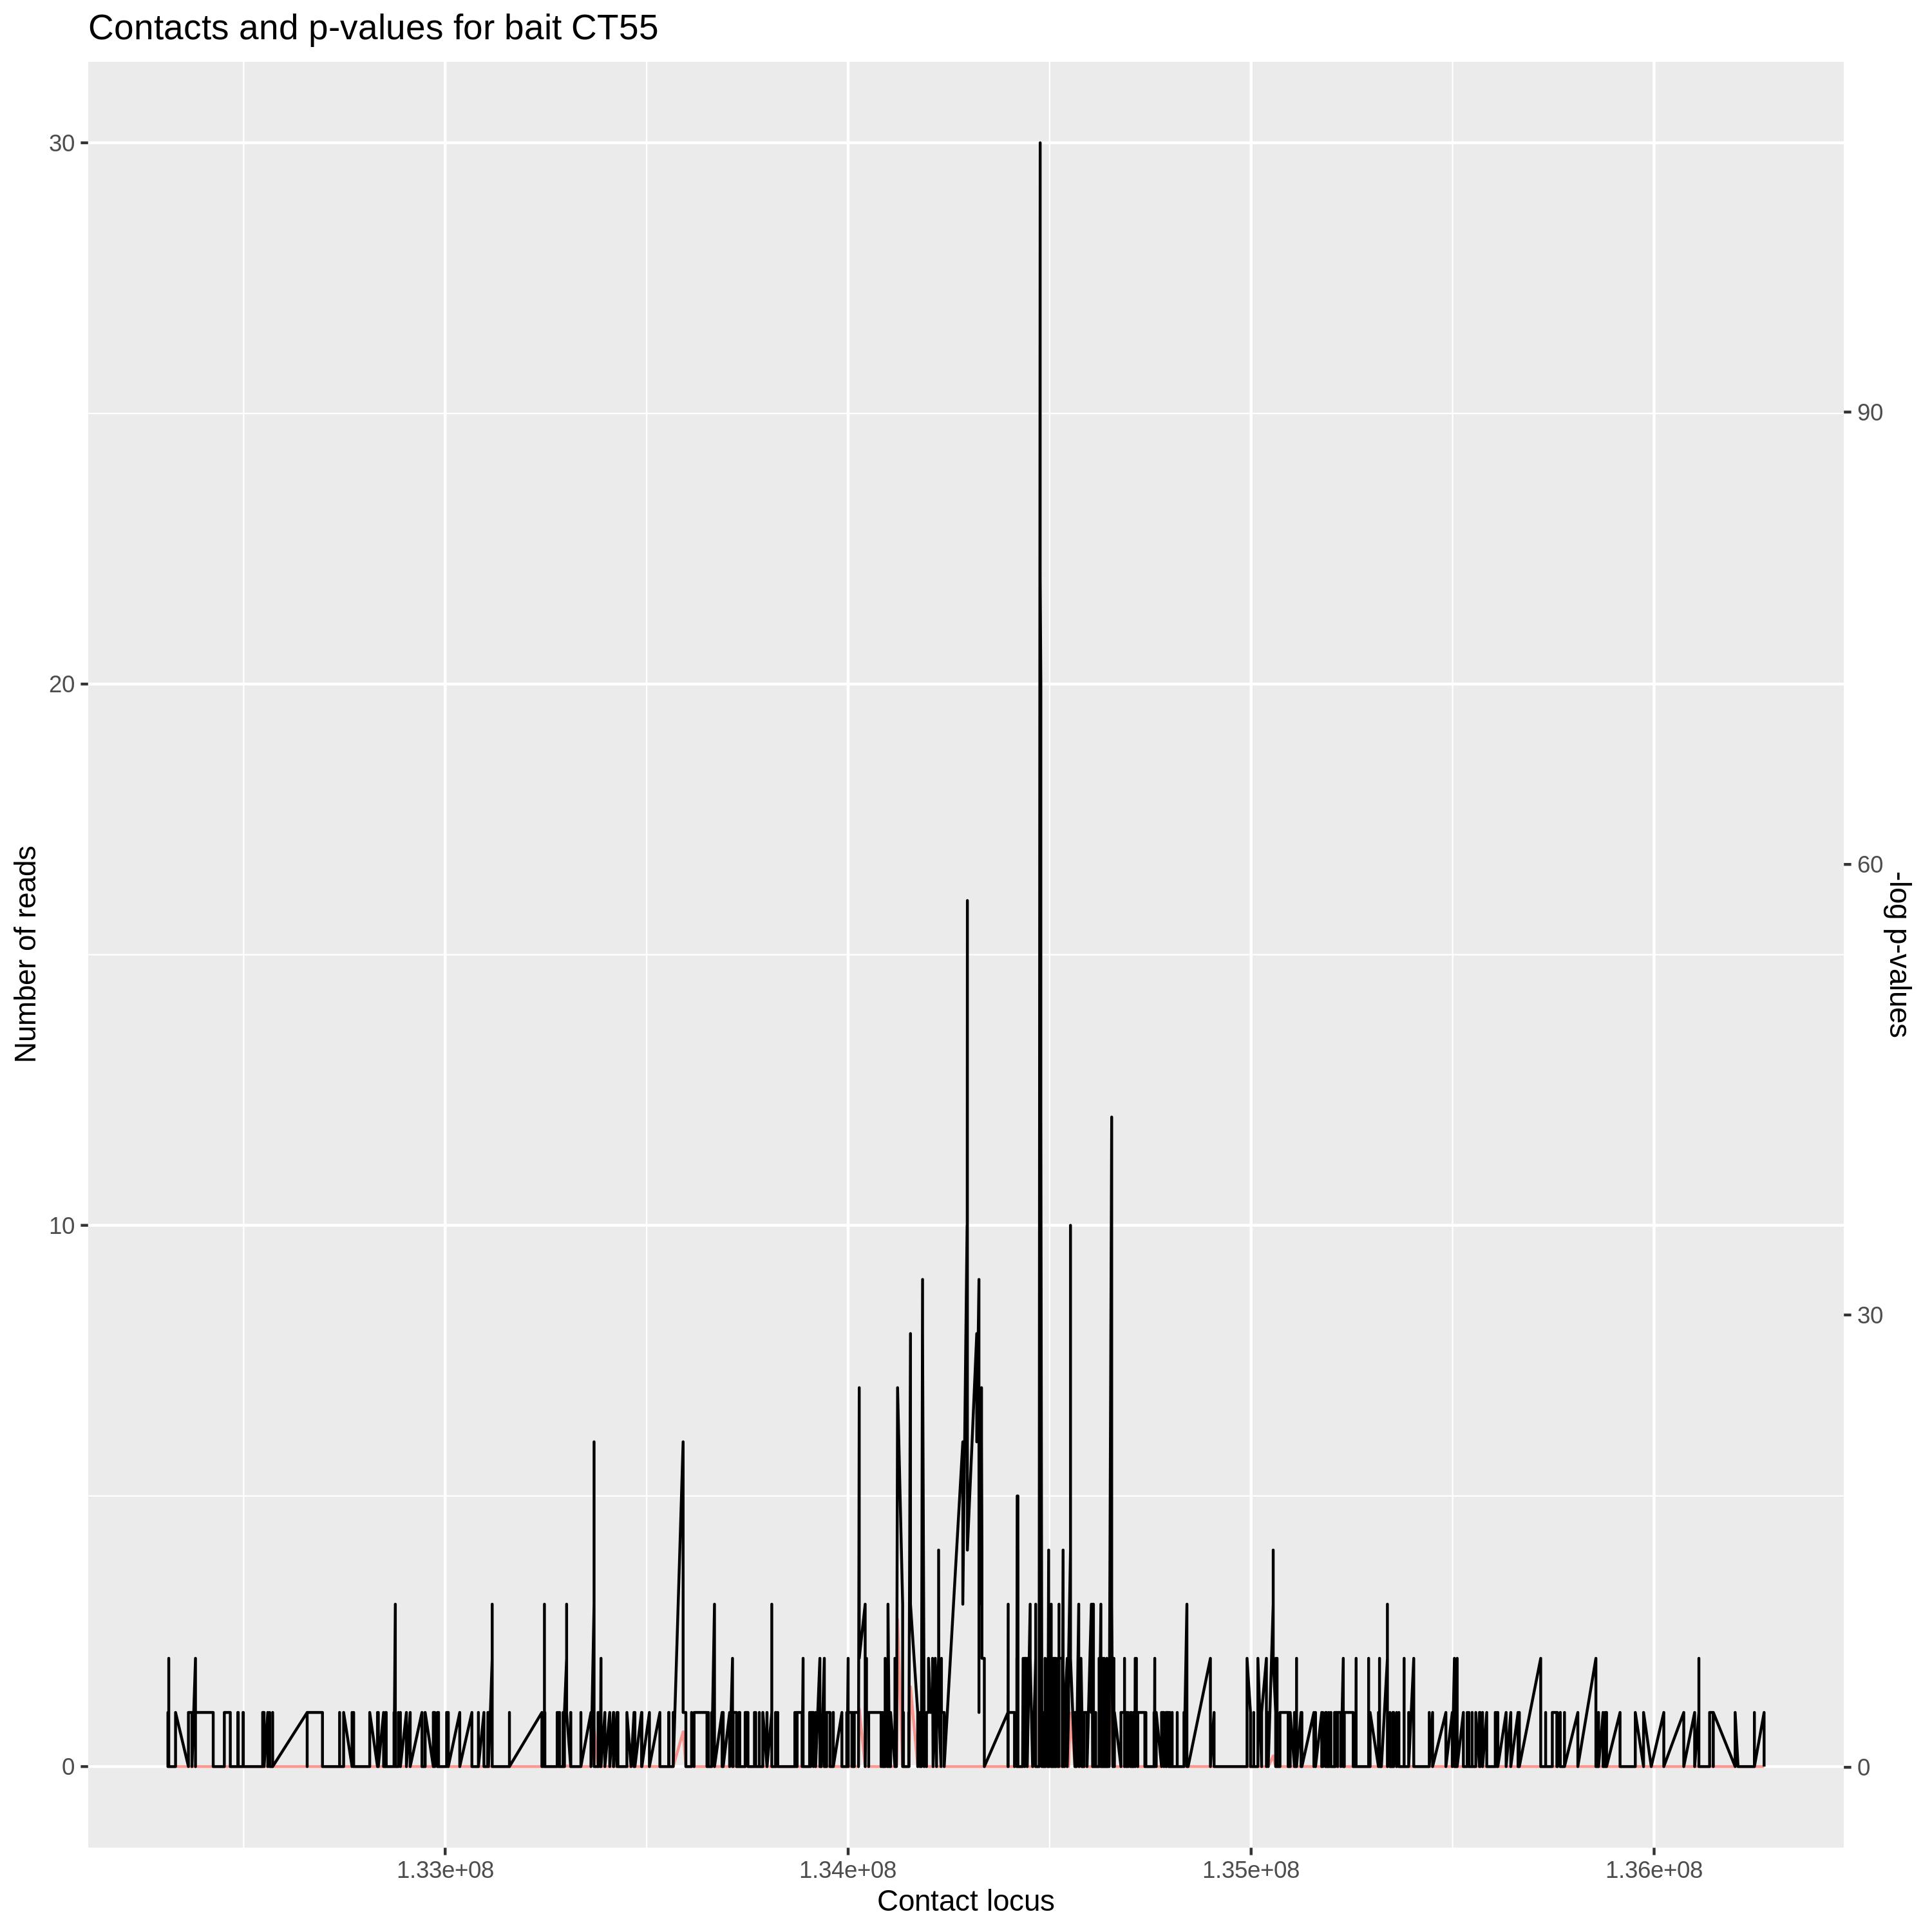 Contacts and p-values for bait CT55
30
20
10
0
Number of reads
90
60
30
0
-log p-values
1.33e+08 1.34e+08 1.35e+08 1.36e+08
Contact locus